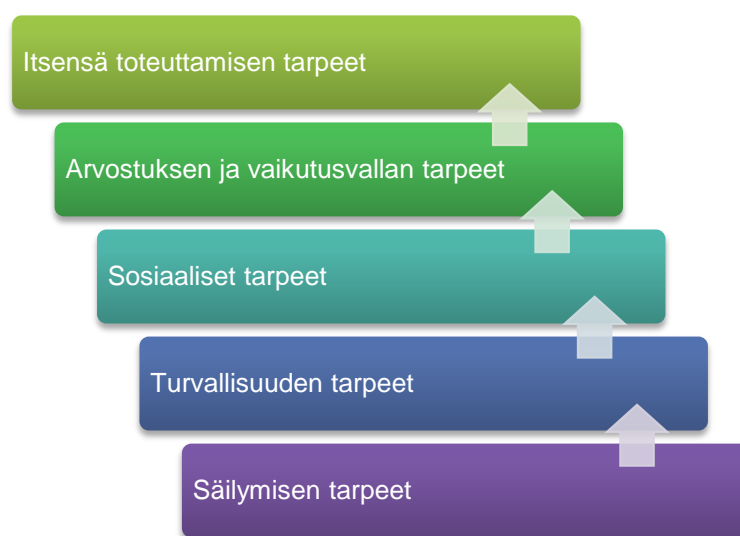 Itsensä toteuttamisen tarpeet
Arvostuksen ja vaikutusvallan tarpeet
Sosiaaliset tarpeet
Turvallisuuden tarpeet
Säilymisen tarpeet